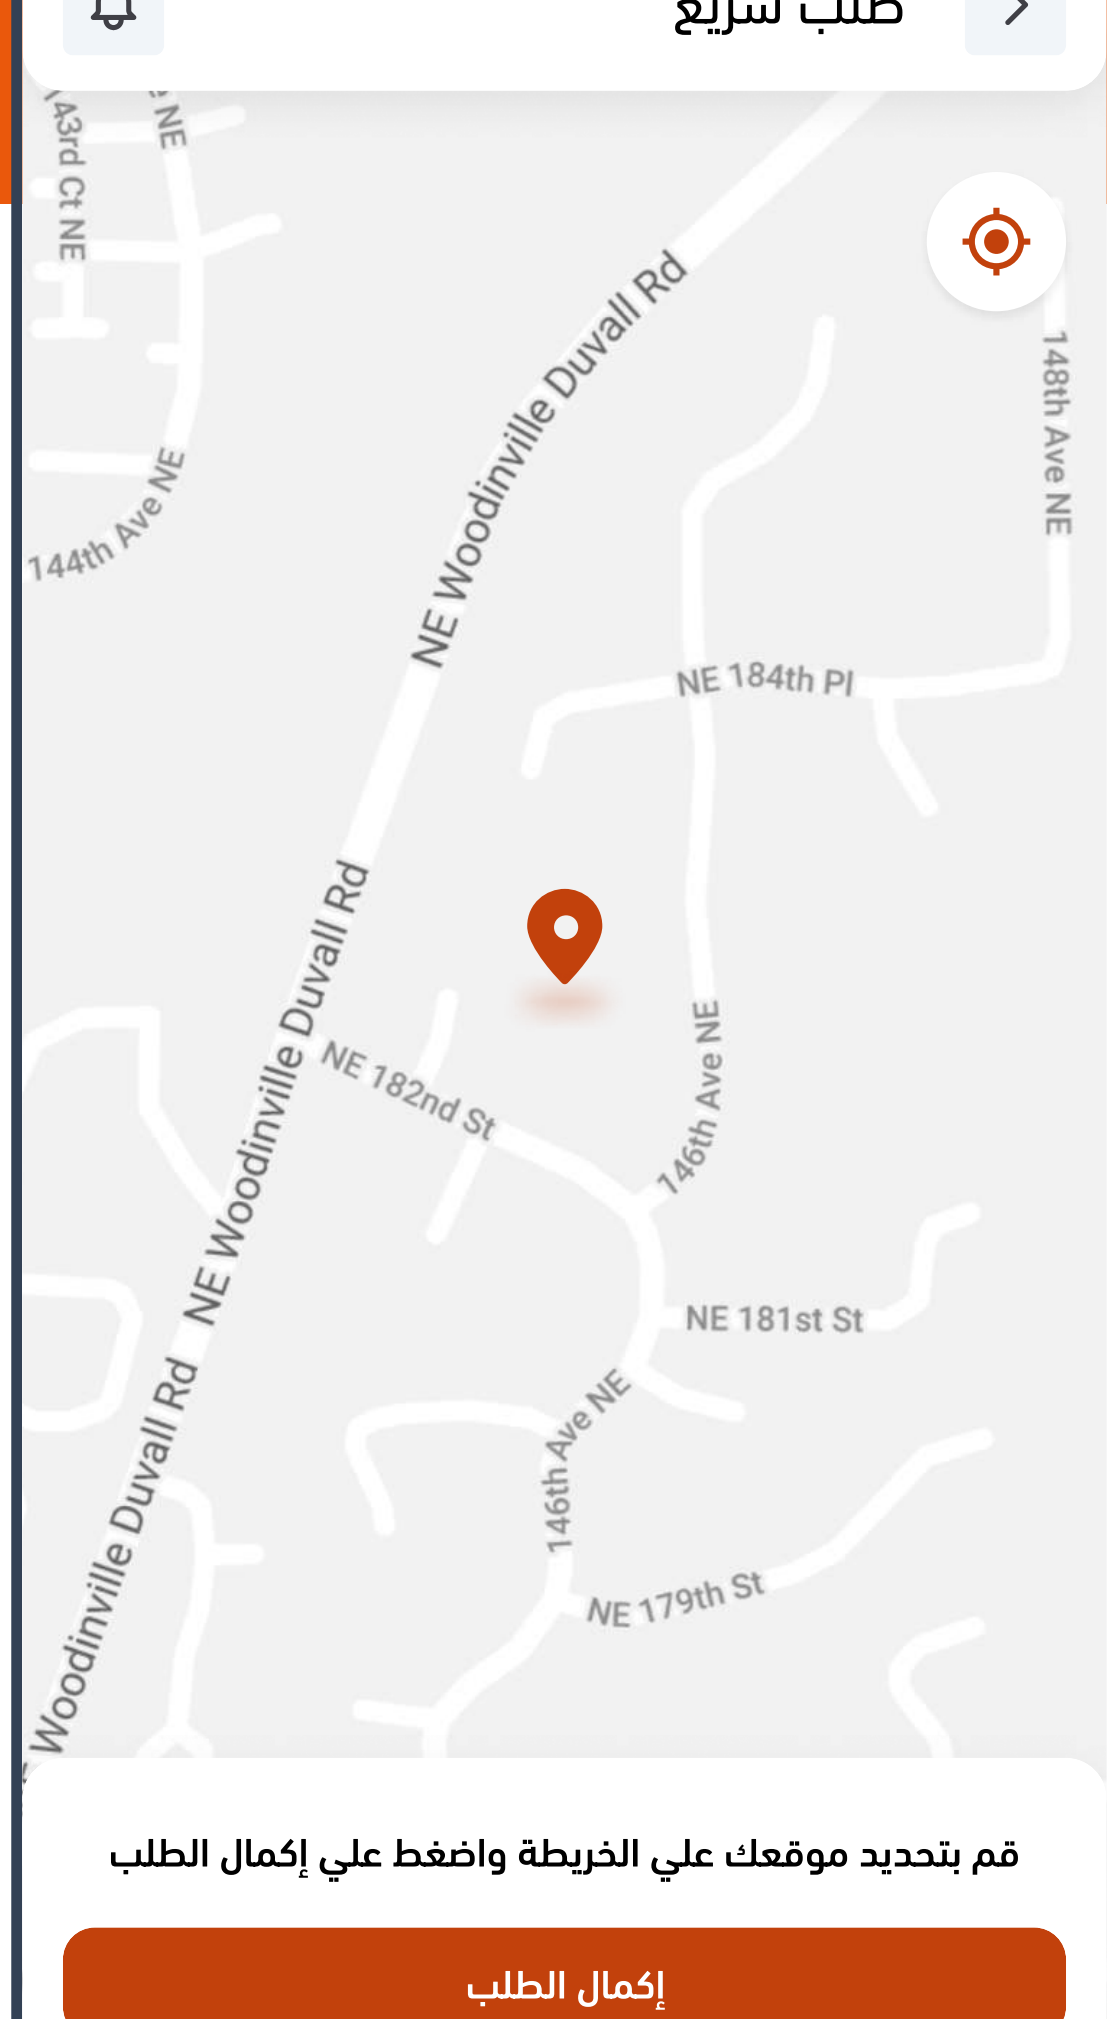 طلب سريع
143rd Ct NE
NE
NE Woodinville Duvall Rd
148th Ave NE
144th Ave NE
NE 184th Pl
NE Woodinville Duvall Rd
146th Ave NE
NE 182nd St
NE 181st St
146th Ave NE
Woodinville Duvall Rd
NE 179th St
قم بتحديد موقعك علي الخريطة واضغط علي إكمال الطلب
إكمال الطلب